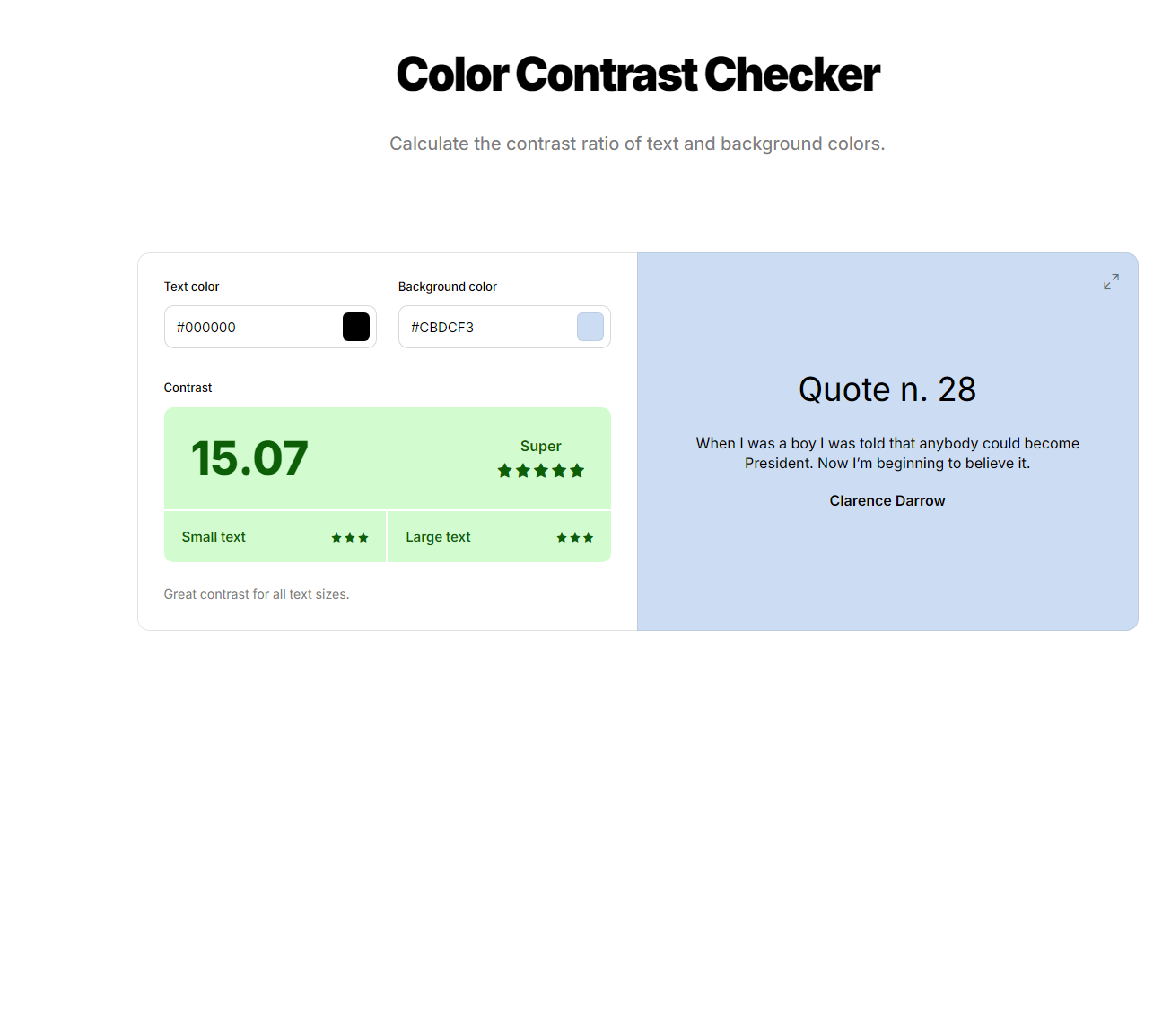 Color Contrast Checker
Calculate the contrast ratio of text and background colors.
Text color
#000000
Background color
#CBDCF3
Contrast
15.07
Super
Small text
Large text
Great contrast for all text sizes.
Quote n. 28
When I was a boy I was told that anybody could become
President. Now I’m beginning to believe it.
Clarence Darrow